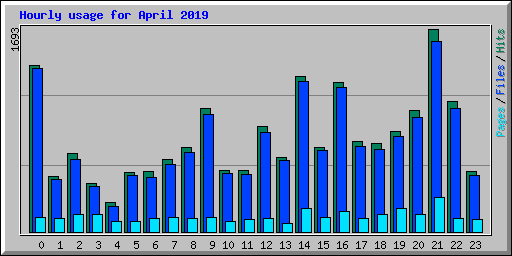 Hourly usage for April 2019
1693
Pages/Files/Hits
0 1 2 3 4 5 6 7 8 9 10 11 12 13 14 15 16 17 18 19 20 21 22 23